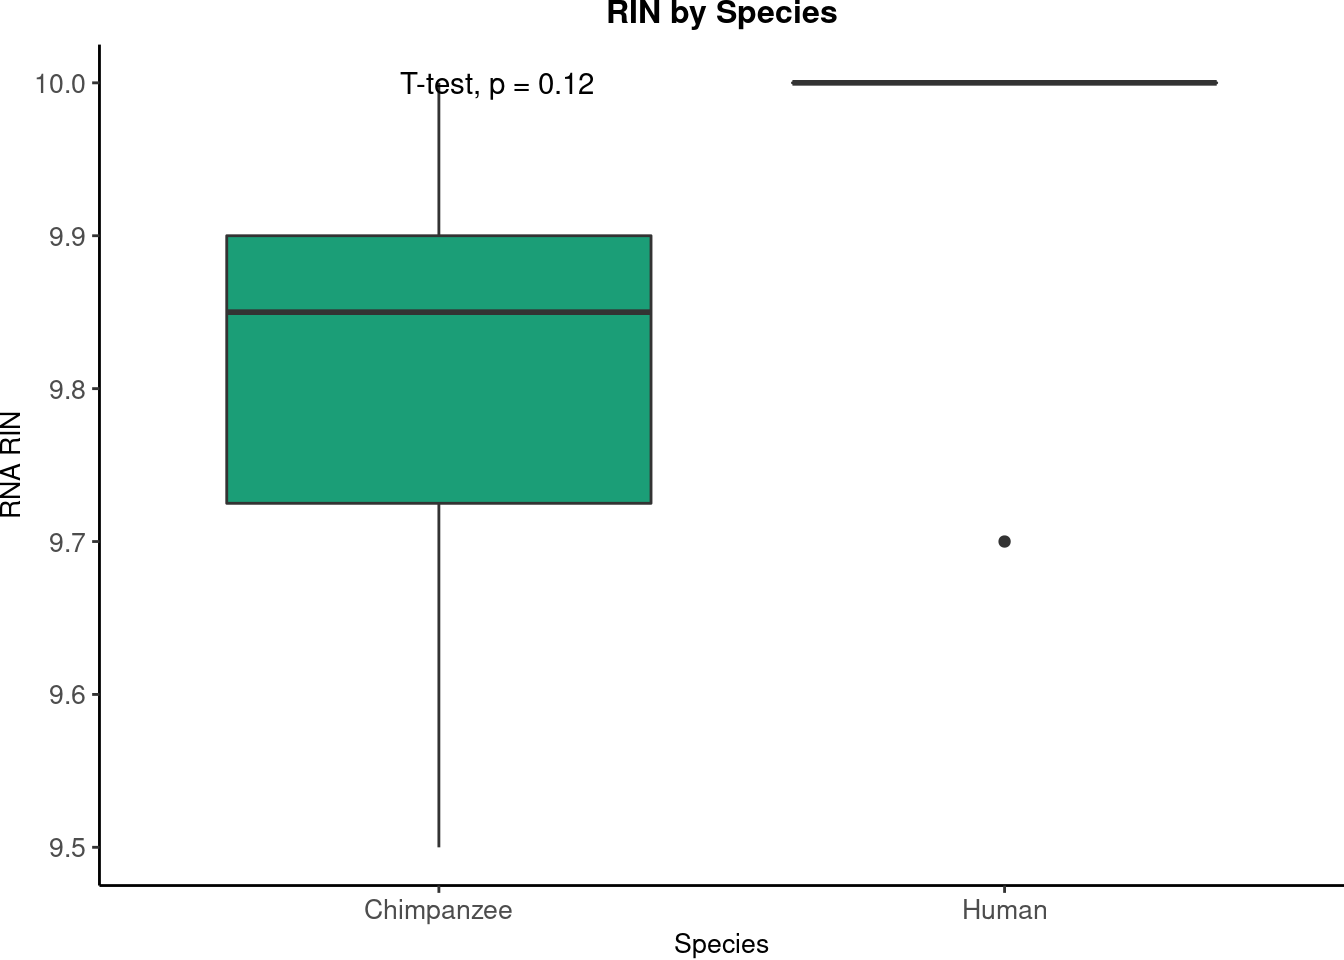 RIN by Species
T-test, p = 0.12
10.0
9.9
9.8
9.7
9.6
9.5
RNA RIN
Chimpanzee
Human
Species